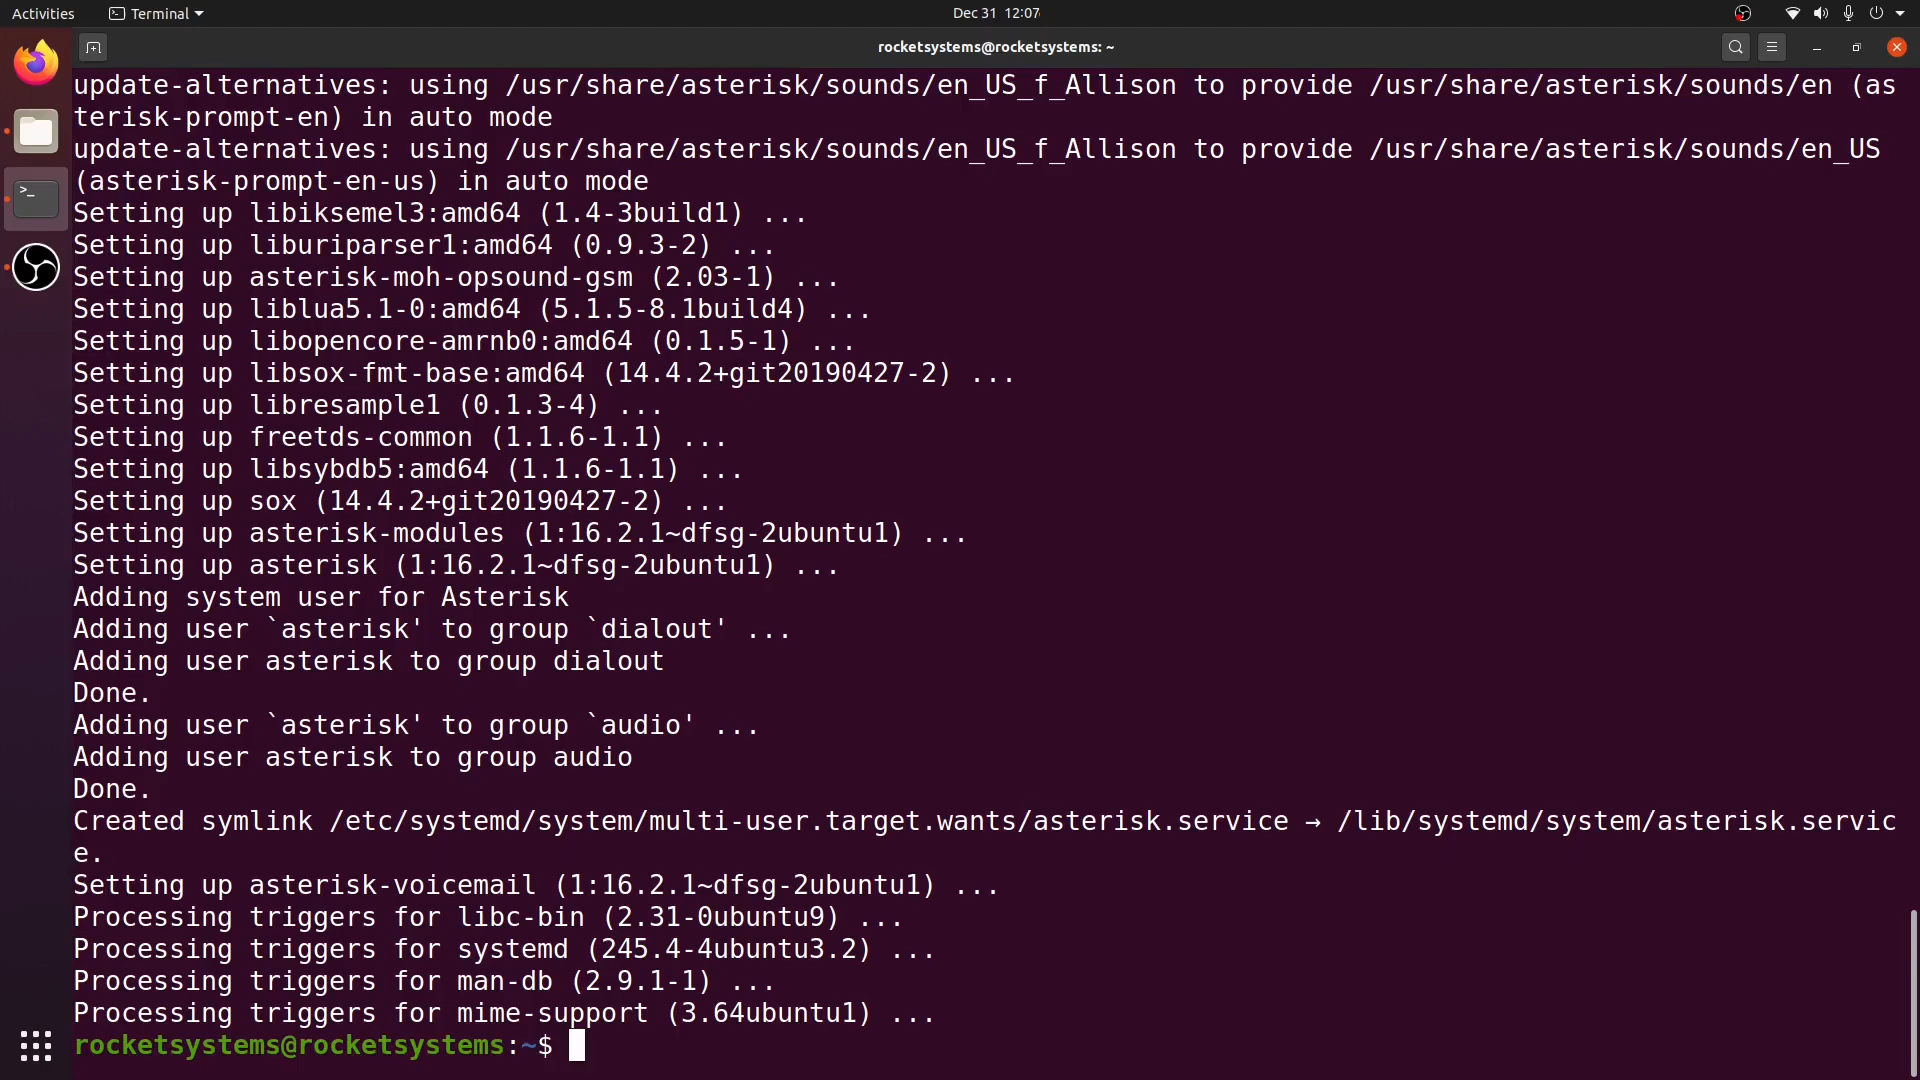 Activities Terminal Dec 31 12:07
rocketsystems@rocketsystems: ~
update-alternatives: using /usr/share/asterisk/sounds/en_US_f_Allison to provide /usr/share/asterisk/sounds/en (as
terisk-prompt-en) in auto mode
update-alternatives: using /usr/share/asterisk/sounds/en_US_f_Allison to provide /usr/share/asterisk/sounds/en_US
(asterisk-prompt-en-us) in auto mode
Setting up libiksemel3:amd64 (1.4-3build1) ...
Setting up liburiparser1:amd64 (0.9.3-2) ...
Setting up asterisk-moh-opsound-gsm (2.03-1) ...
Setting up liblua5.1-0:amd64 (5.1.5-8.1build4) ...
Setting up libopencore-amrnb0:amd64 (0.1.5-1) ...
Setting up libsox-fmt-base:amd64 (14.4.2+git20190427-2) ...
Setting up libresample1 (0.1.3-4) ...
Setting up freetds-common (1.1.6-1.1) ...
Setting up libsybdb5:amd64 (1.1.6-1.1) ...
Setting up sox (14.4.2+git20190427-2) ...
Setting up asterisk-modules (1:16.2.1~dfsg-2ubuntu1) ...
Setting up asterisk (1:16.2.1~dfsg-2ubuntu1) ...
Adding system user for Asterisk
Adding user `asterisk' to group `dialout' ...
Adding user asterisk to group dialout
Done.
Adding user `asterisk' to group `audio' ...
Adding user asterisk to group audio
Done.
Created symlink /etc/systemd/system/multi-user.target.wants/asterisk.service → /lib/systemd/system/asterisk.servic
e.
Setting up asterisk-voicemail (1:16.2.1~dfsg-2ubuntu1) ...
Processing triggers for libc-bin (2.31-0ubuntu9) ...
Processing triggers for systemd (245.4-4ubuntu3.2) ...
Processing triggers for man-db (2.9.1-1) ...
Processing triggers for mime-support (3.64ubuntu1) ...
rocketsystems@rocketsystems:~$